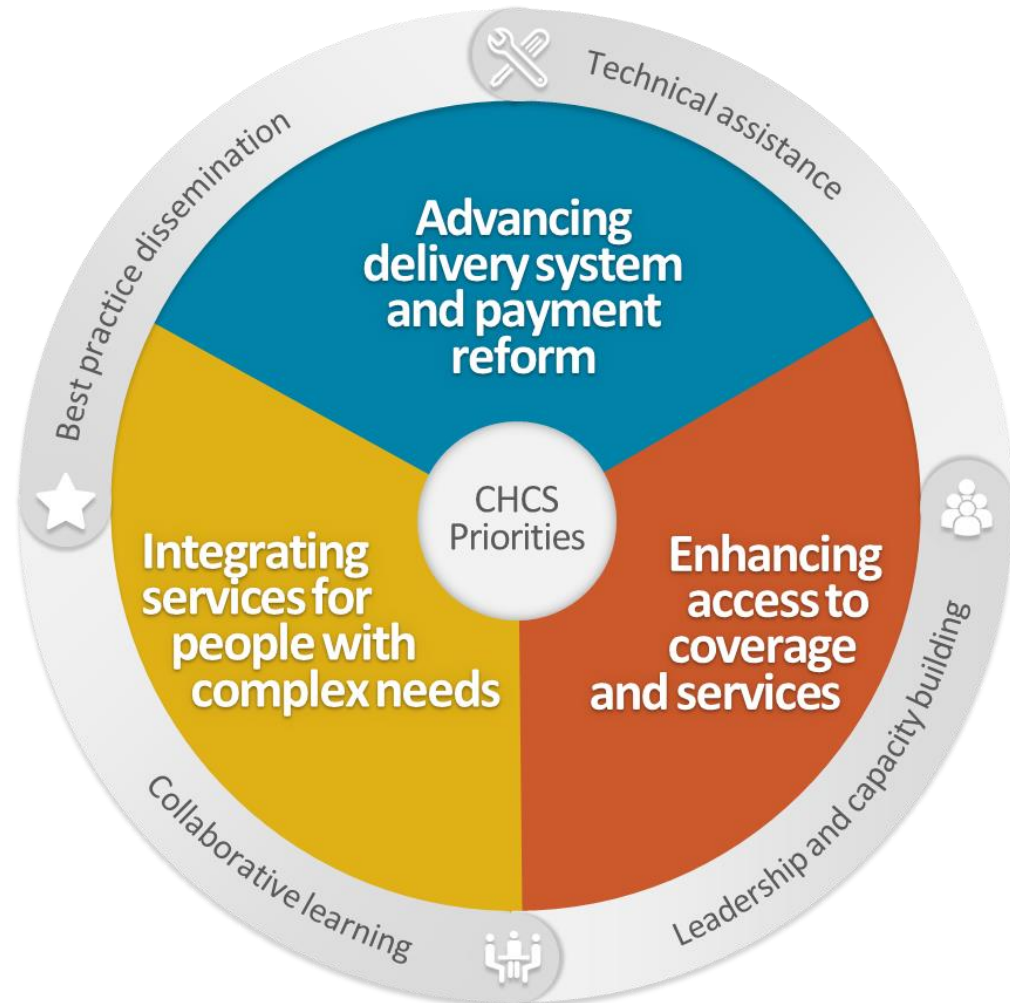 Technical assistance
Best practice dissemination
Advancing
delivery system
and payment
reform
CHCS
Priorities
Integrating
services for
people with
complex needs
Enhancing
access to
coverage
and services
Collaborative learning
Leadership and capacity building